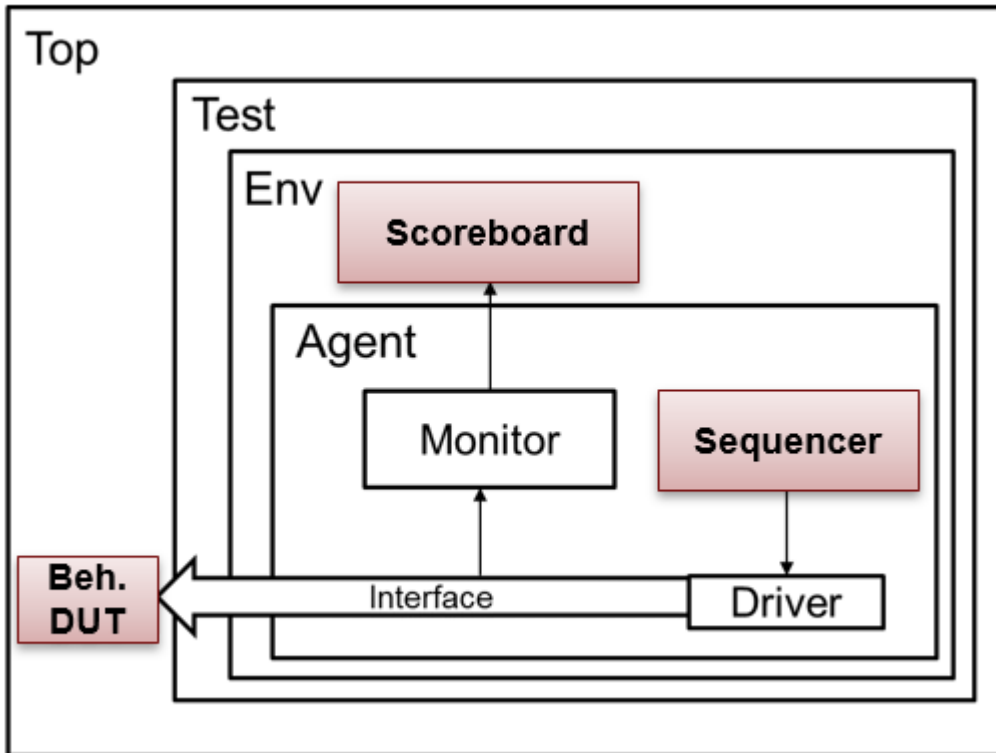 Top
Test
Env
Scoreboard
Agent
Monitor
Sequencer
Beh.
DUT
Interface
Driver